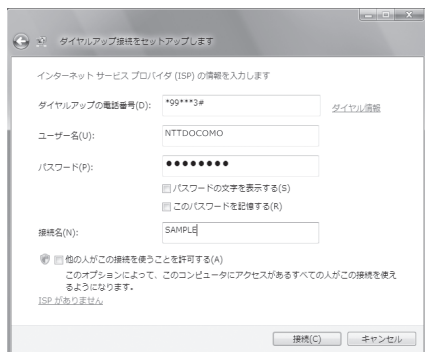 ダイヤルアップ接続をセットアップします
インターネット サービス プロバイダ (ISP) の情報を入力します
ダイヤルアップの電話番号(D): *99***3# ダイヤル情報
ユーザー名(U): NTTDOCOMO
パスワード(P): ●●●●●●●●
パスワードの文字を表示する(S)
このパスワードを記憶する(R)
接続名(N): SAMPLE
他の人がこの接続を使うことを許可する(A)
このオプションによって、このコンピュータにアクセスがあるすべての人がこの接続を使え
るようになります。
ISP がありません
接続(C) キャンセル